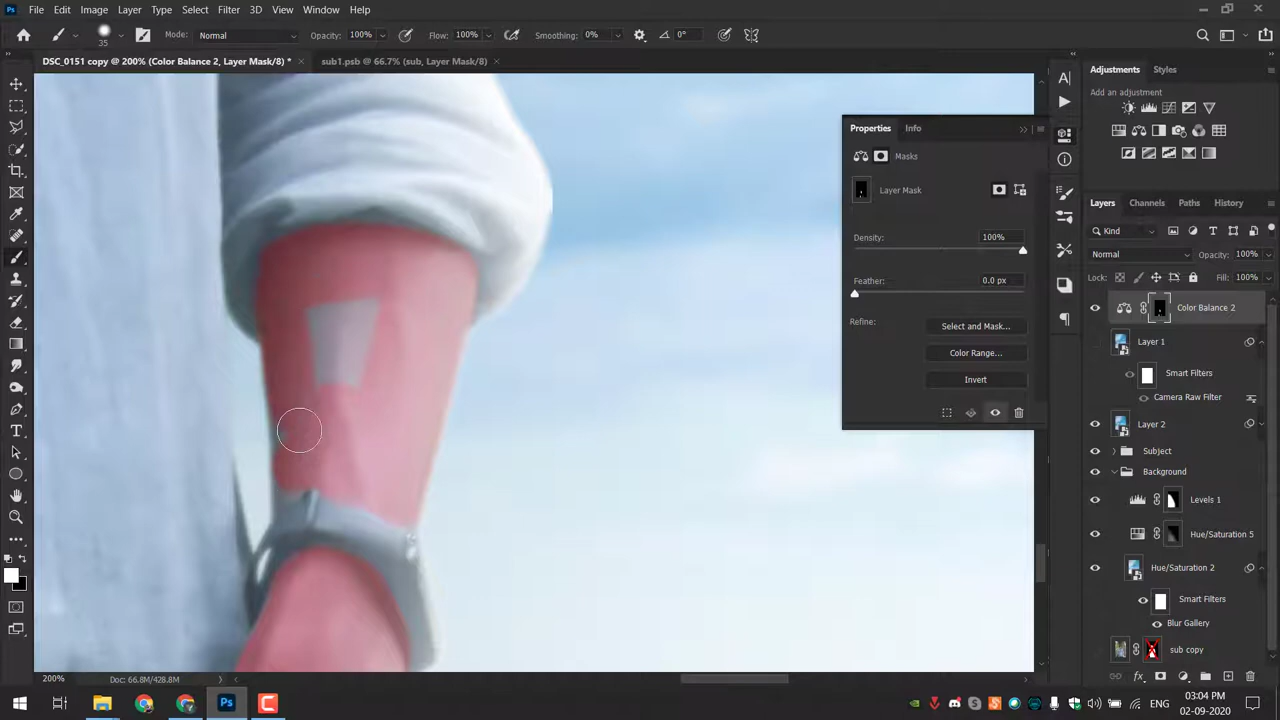 Ps File Edit Image Layer Type Select Filter 3D View Window Help
35 Mode: Normal Opacity: 100% Flow: 100% Smoothing: 0% 0°
DSC_0151 copy @ 200% (Color Balance 2, Layer Mask/8) * × sub1.psb @ 66.7% (sub, Layer Mask/8) ×
Properties Info
Masks
Layer Mask
Density: 100%
Feather: 0.0 px
Refine:
Select and Mask...
Color Range...
Invert
Adjustments Styles
Add an adjustment
Layers Channels Paths History
Kind
Normal Opacity: 100%
Lock: Fill: 100%
Color Balance 2
Layer 1
Smart Filters
Camera Raw Filter
Layer 2
Subject
Background
Levels 1
Hue/Saturation 5
Hue/Saturation 2
Smart Filters
Blur Gallery
sub copy
fx
200% Doc: 66.8M/428.8M
Ps
ENG
03:04 PM
02-09-2020